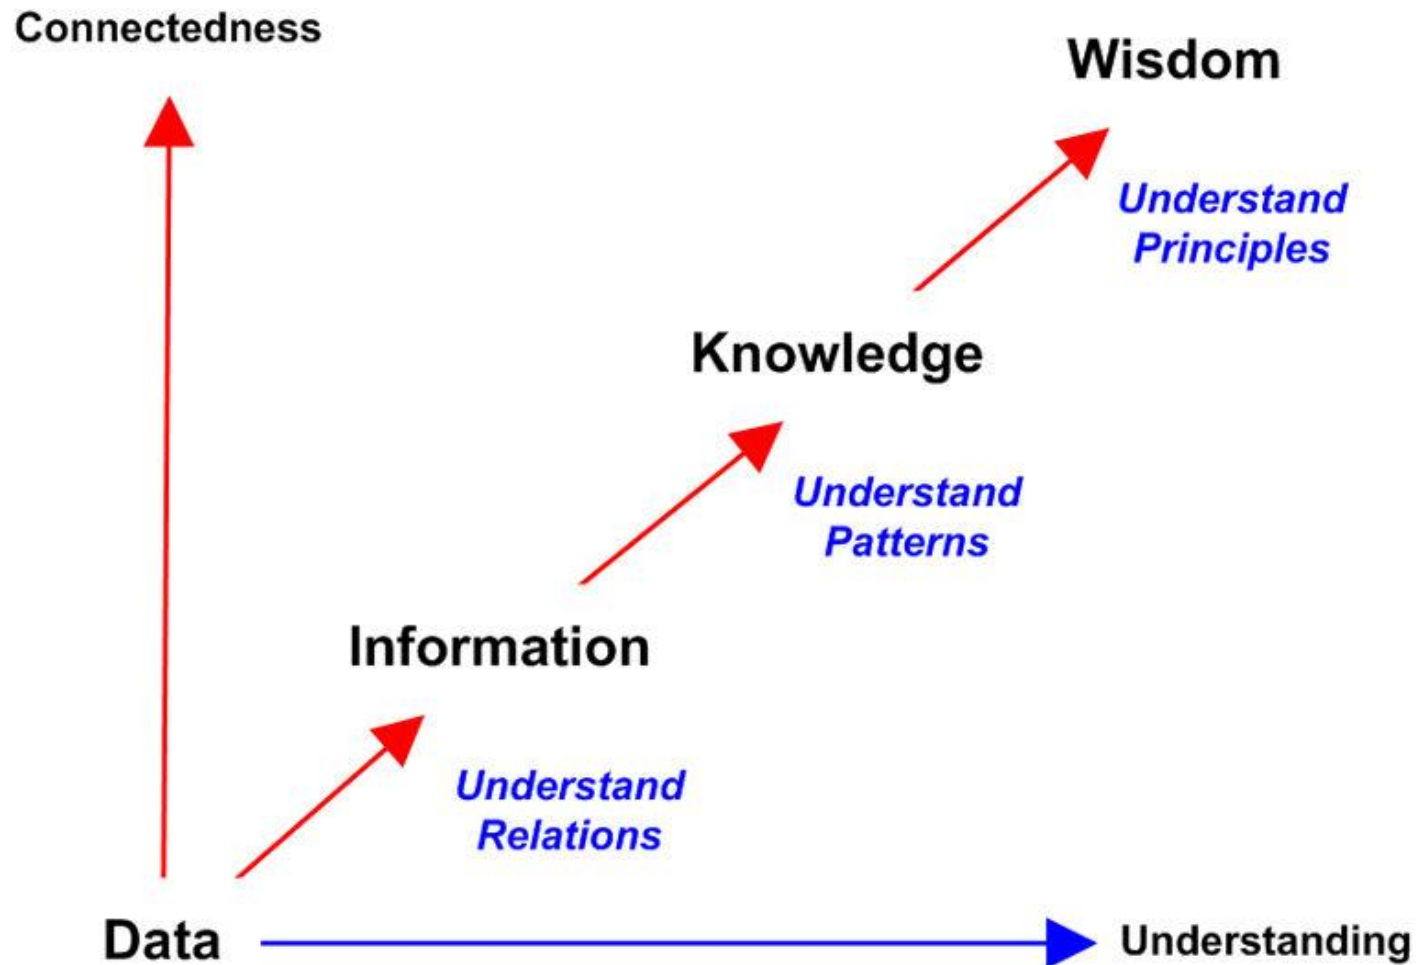 Connectedness
Wisdom
Understand
Principles
Knowledge
Understand
Patterns
Information
Understand
Relations
Data
Understanding